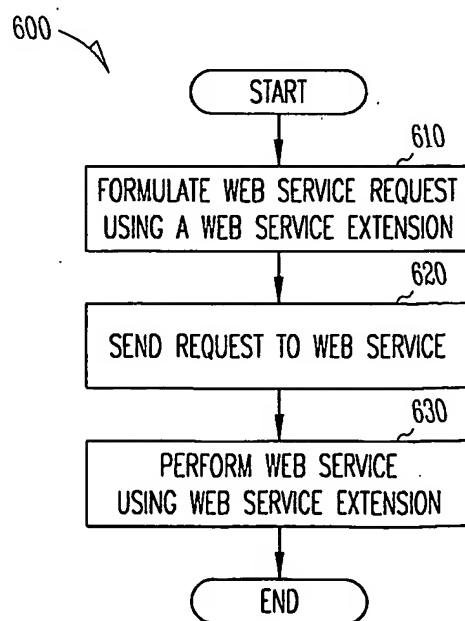 600
START
610
FORMULATE WEB SERVICE REQUEST
USING A WEB SERVICE EXTENSION
620
SEND REQUEST TO WEB SERVICE
630
PERFORM WEB SERVICE
USING WEB SERVICE EXTENSION
END